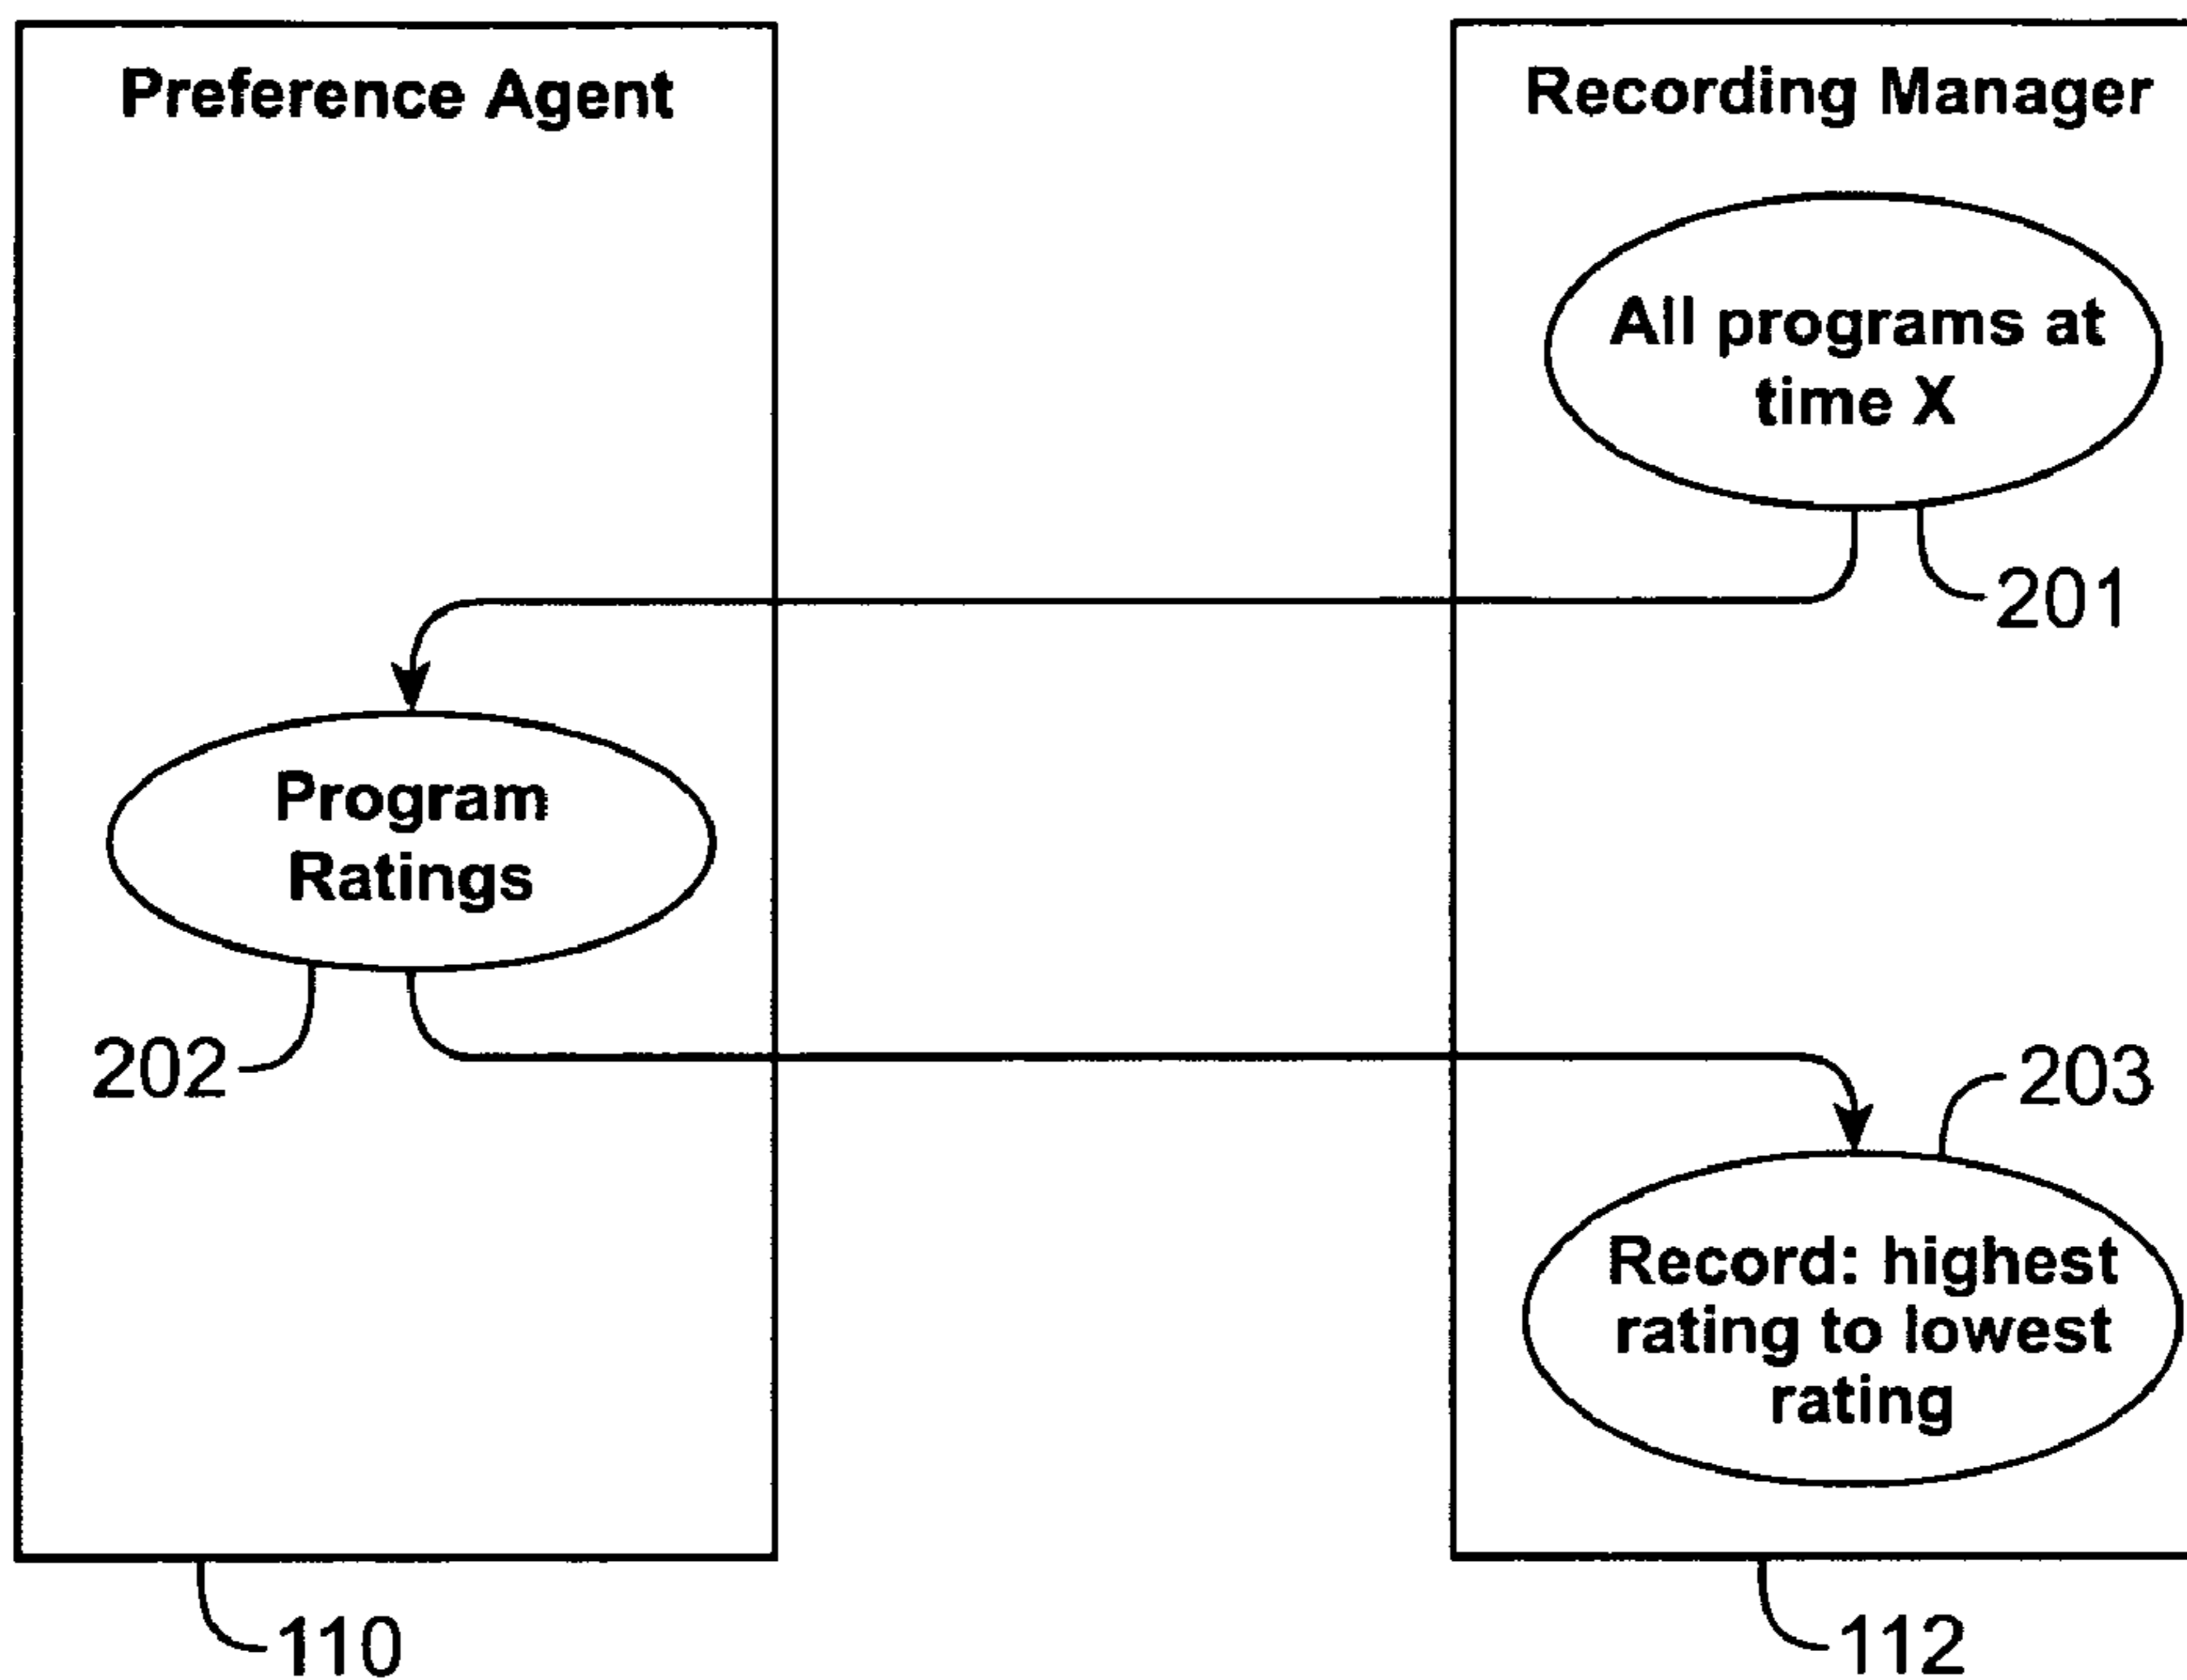 Preference Agent
Recording Manager
All programs at
time X
201
Program
Ratings
202
203
Record: highest
rating to lowest
rating
110
112